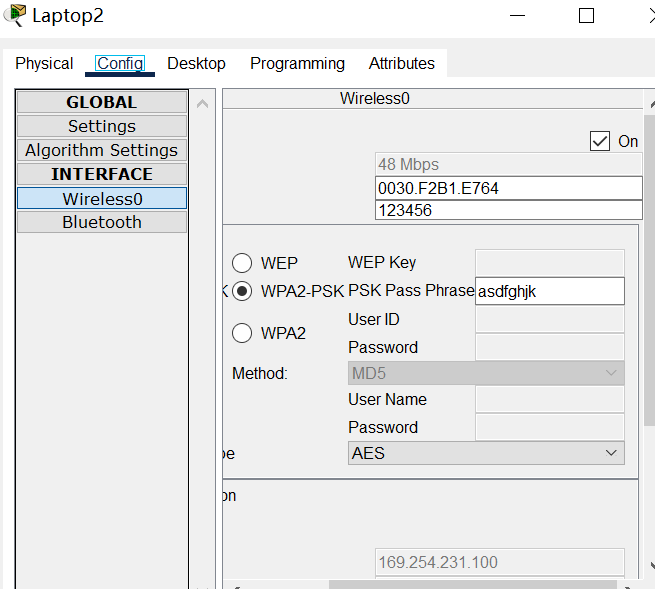 Laptop2
Physical Config Desktop Programming Attributes
GLOBAL
Settings
Algorithm Settings
INTERFACE
Wireless0
Bluetooth
Wireless0
On
48 Mbps
0030.F2B1.E764
123456
WEP WEP Key
K WPA2-PSK PSK Pass Phrase asdfghjk
User ID
WPA2
Password
Method: MD5
User Name
Password
pe AES
on
169.254.231.100